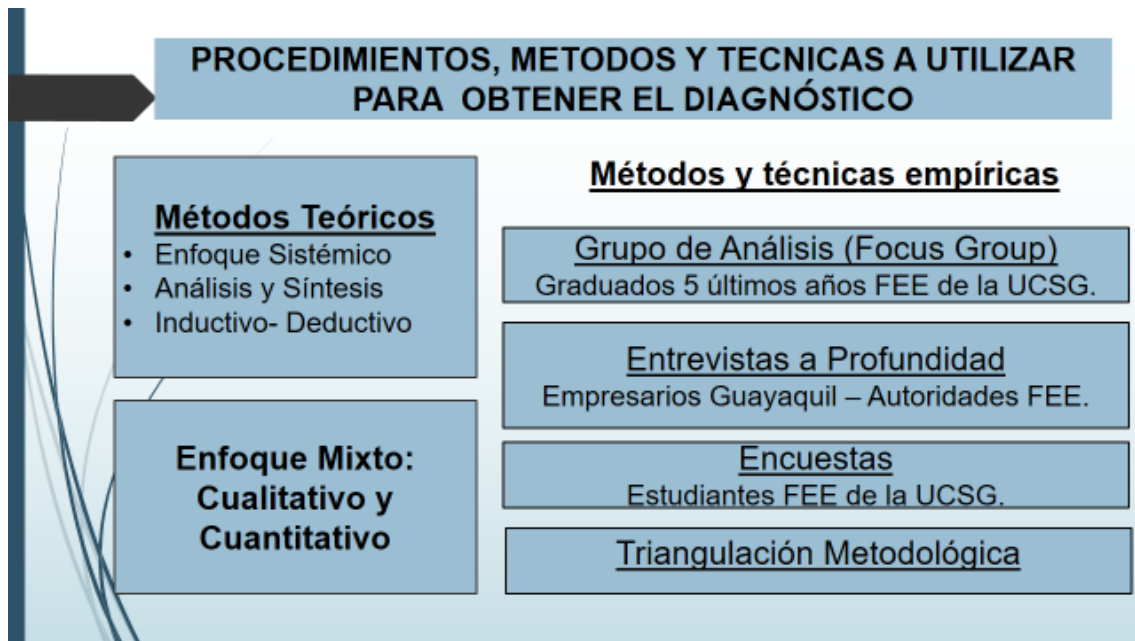 PROCEDIMIENTOS, METODOS Y TECNICAS A UTILIZAR
PARA OBTENER EL DIAGNÓSTICO
Métodos Teóricos
• Enfoque Sistémico
• Análisis y Síntesis
• Inductivo- Deductivo
Enfoque Mixto:
Cualitativo y
Cuantitativo
Métodos y técnicas empíricas
Grupo de Análisis (Focus Group)
Graduados 5 últimos años FEE de la UCSG.
Entrevistas a Profundidad
Empresarios Guayaquil – Autoridades FEE.
Encuestas
Estudiantes FEE de la UCSG.
Triangulación Metodológica